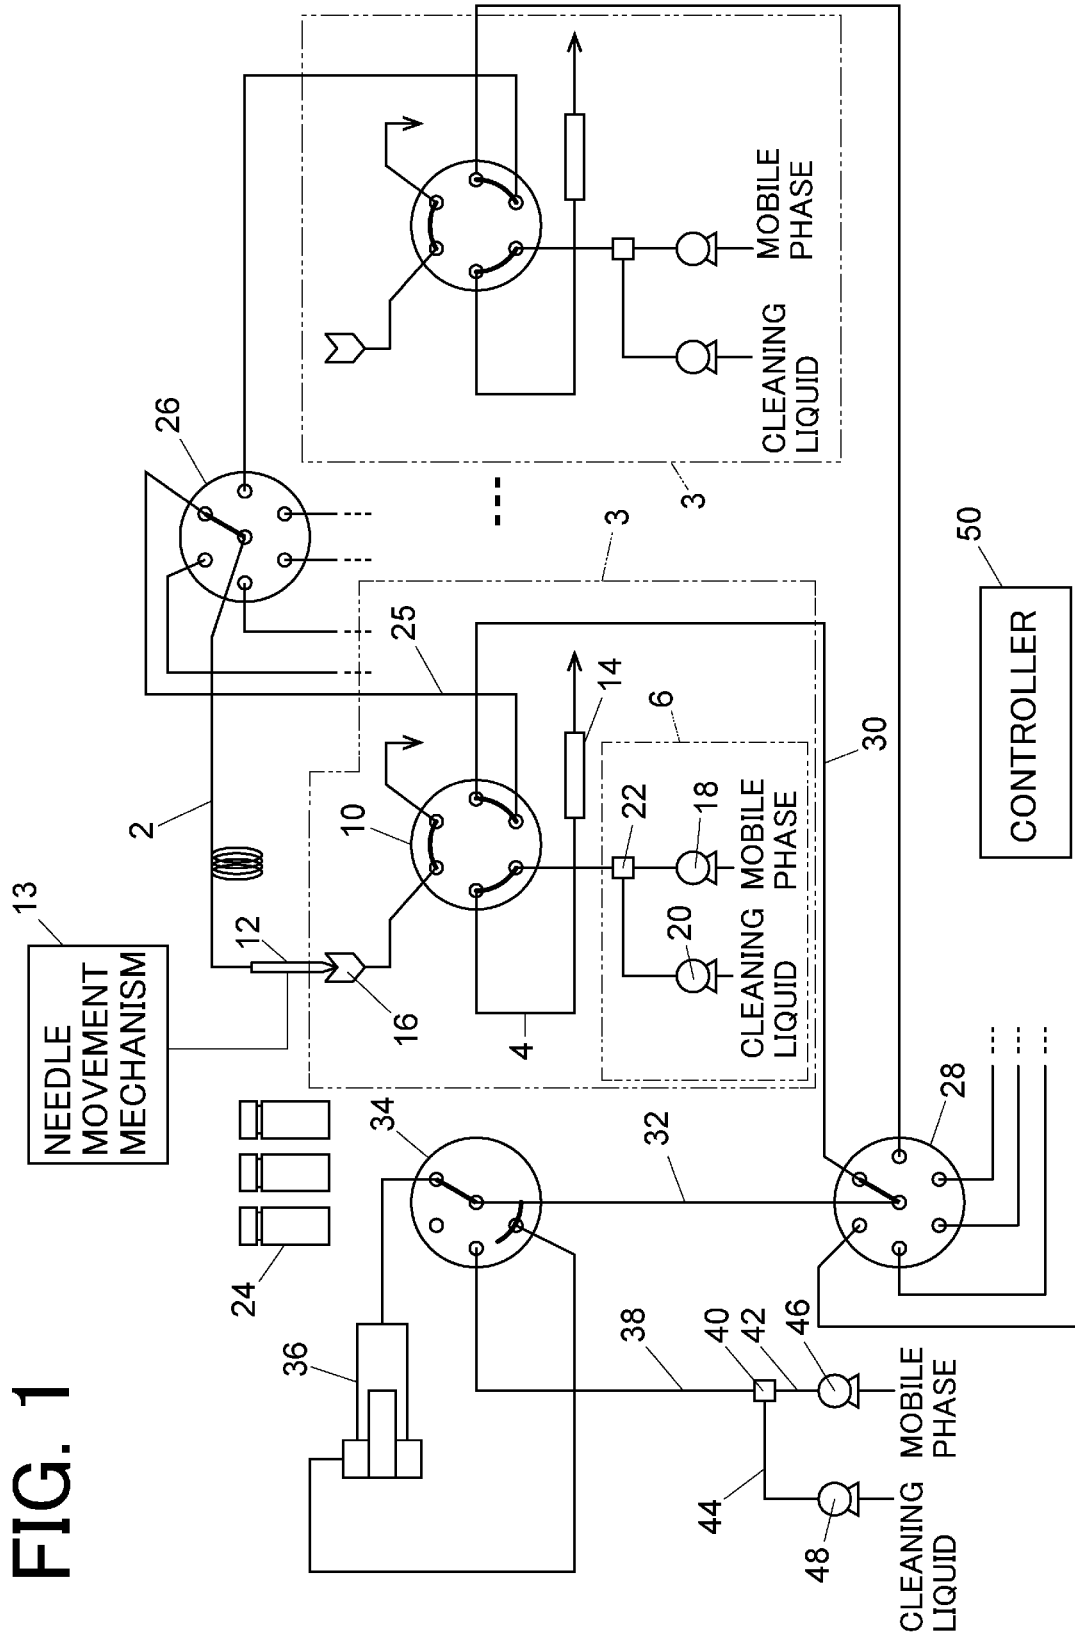 FIG. 1
NEEDLE
MOVEMENT
MECHANISM
13
2
12
16
10
25
26
4
14
6
22
18
20
CLEANING
LIQUID
MOBILE
PHASE
3
3
CLEANING
LIQUID
MOBILE
PHASE
24
34
36
32
30
28
38
40
42
44
46
48
CLEANING
LIQUID
MOBILE
PHASE
50
CONTROLLER